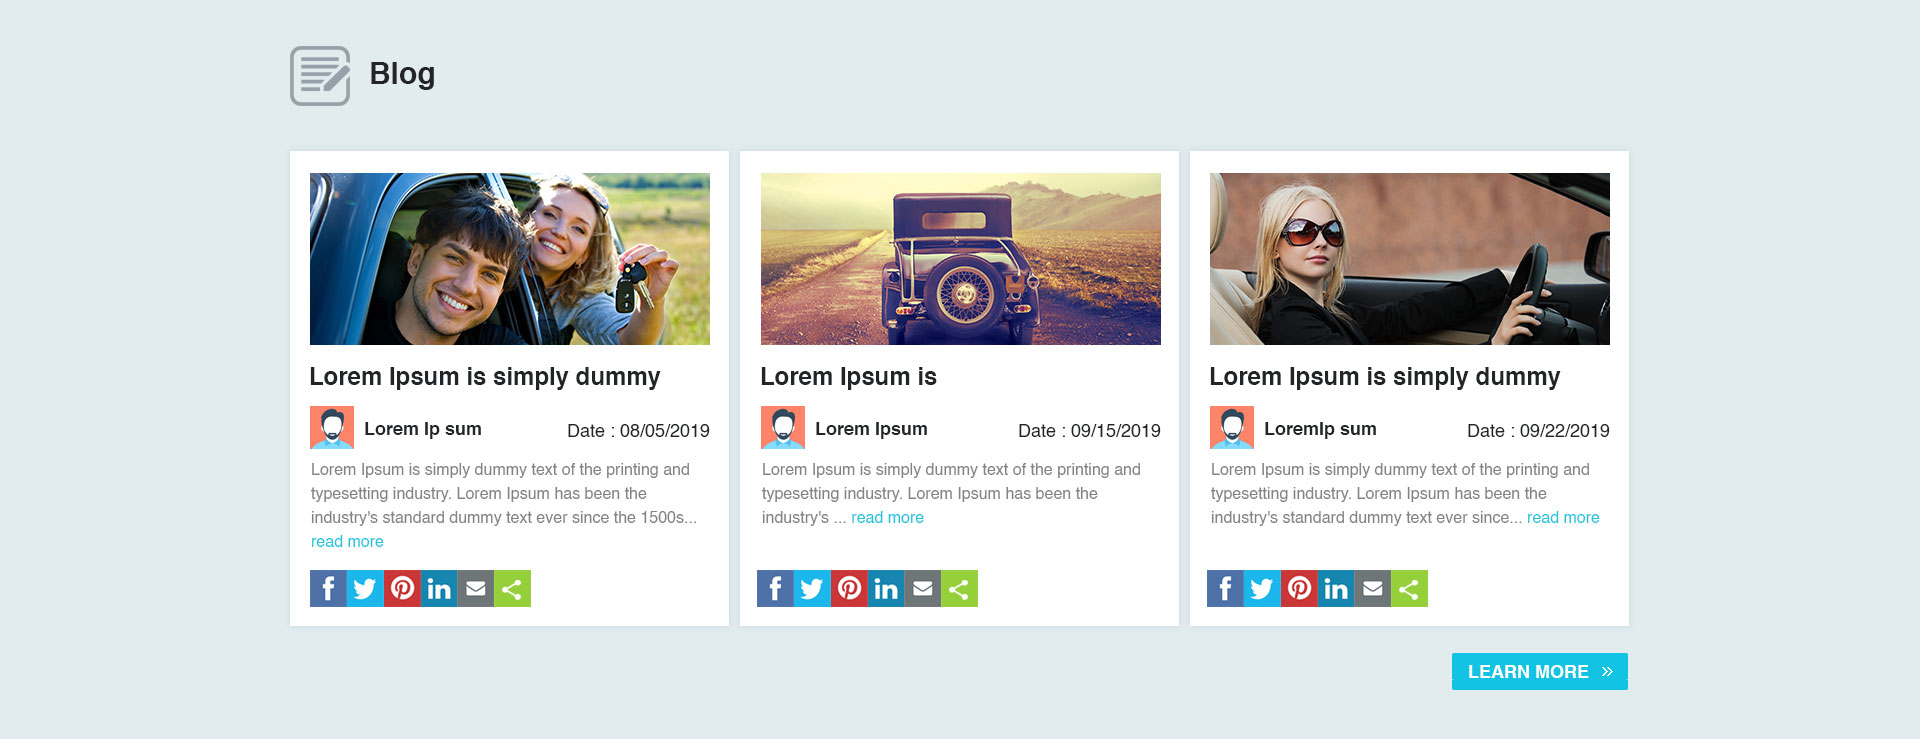 Blog
Lorem Ipsum is simply dummy
Lorem Ip sum
Date : 08/05/2019
Lorem Ipsum is simply dummy text of the printing and
typesetting industry. Lorem Ipsum has been the
industry's standard dummy text ever since the 1500s...
read more
f
in
Lorem Ipsum is
Lorem Ipsum
Date : 09/15/2019
Lorem Ipsum is simply dummy text of the printing and
typesetting industry. Lorem Ipsum has been the
industry's ... read more
f
in
Lorem Ipsum is simply dummy
LoremIp sum
Date : 09/22/2019
Lorem Ipsum is simply dummy text of the printing and
typesetting industry. Lorem Ipsum has been the
industry's standard dummy text ever since... read more
f
in
LEARN MORE »